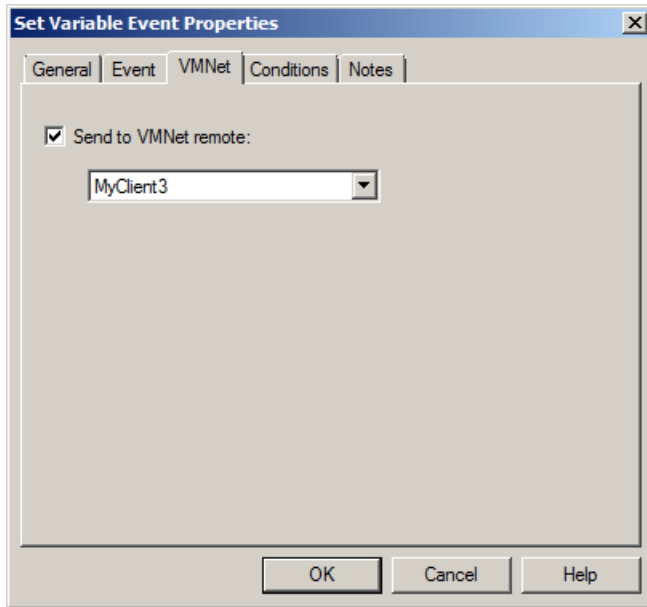 Set Variable Event Properties
General Event VMNet Conditions Notes
Send to VMNet remote:
MyClient3
OK Cancel Help